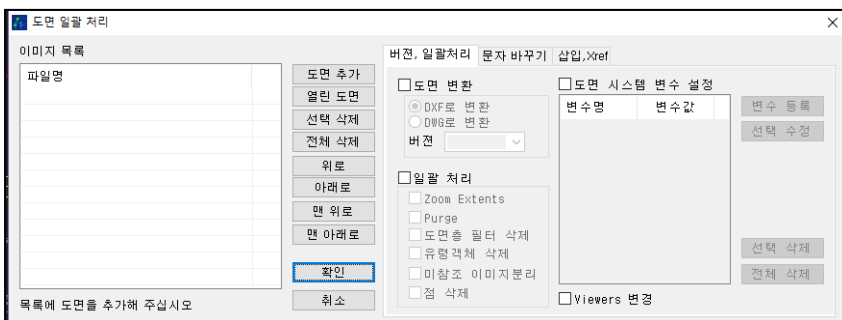 도면 일괄 처리
이미지 목록
파일명
도면 추가
열린 도면
선택 삭제
전체 삭제
위로
아래로
맨 위로
맨 아래로
확인
취소
목록에 도면을 추가해 주십시오
버젼, 일괄처리 문자 바꾸기 삽입,Xref
도면 변환
DXF로 변환
DWG로 변환
버젼
일괄 처리
Zoom Extents
Purge
도면층 필터 삭제
유령객체 삭제
미참조 이미지분리
점 삭제
도면 시스템 변수 설정
변수명 변수값
변수 등록
선택 수정
선택 삭제
전체 삭제
Viewers 변경